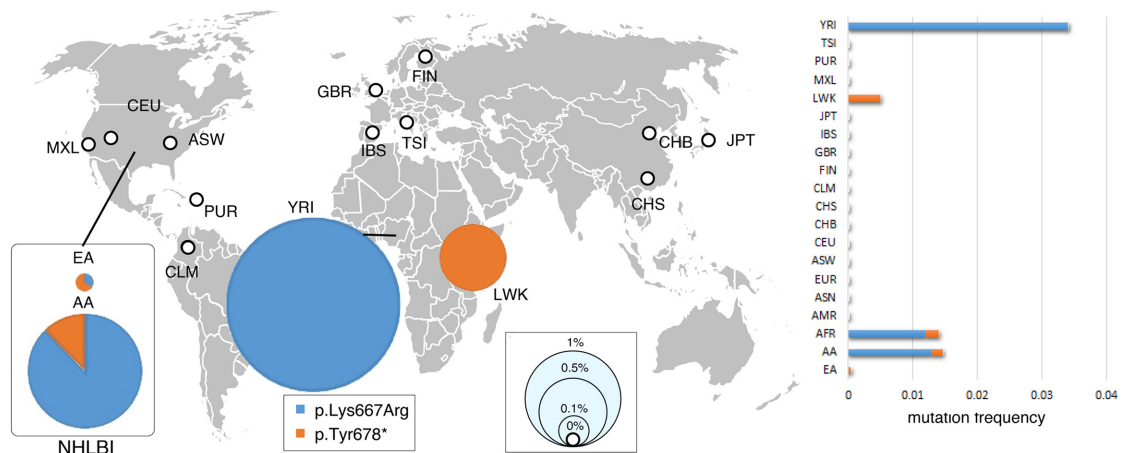 FIN
GBR
CEU
ASW
MXL
IBS
TSI
CHB
JPT
CHS
PUR
YRI
CLM
LWK
EA
AA
NHLBI
p.Lys667Arg
p.Tyr678*
1%
0.5%
0.1%
0%
YRI
TSI
PUR
MXL
LWK
JPT
IBS
GBR
FIN
CLM
CHS
CHB
CEU
ASW
EUR
ASN
AMR
AFR
AA
EA
0 0.01 0.02 0.03 0.04
mutation frequency